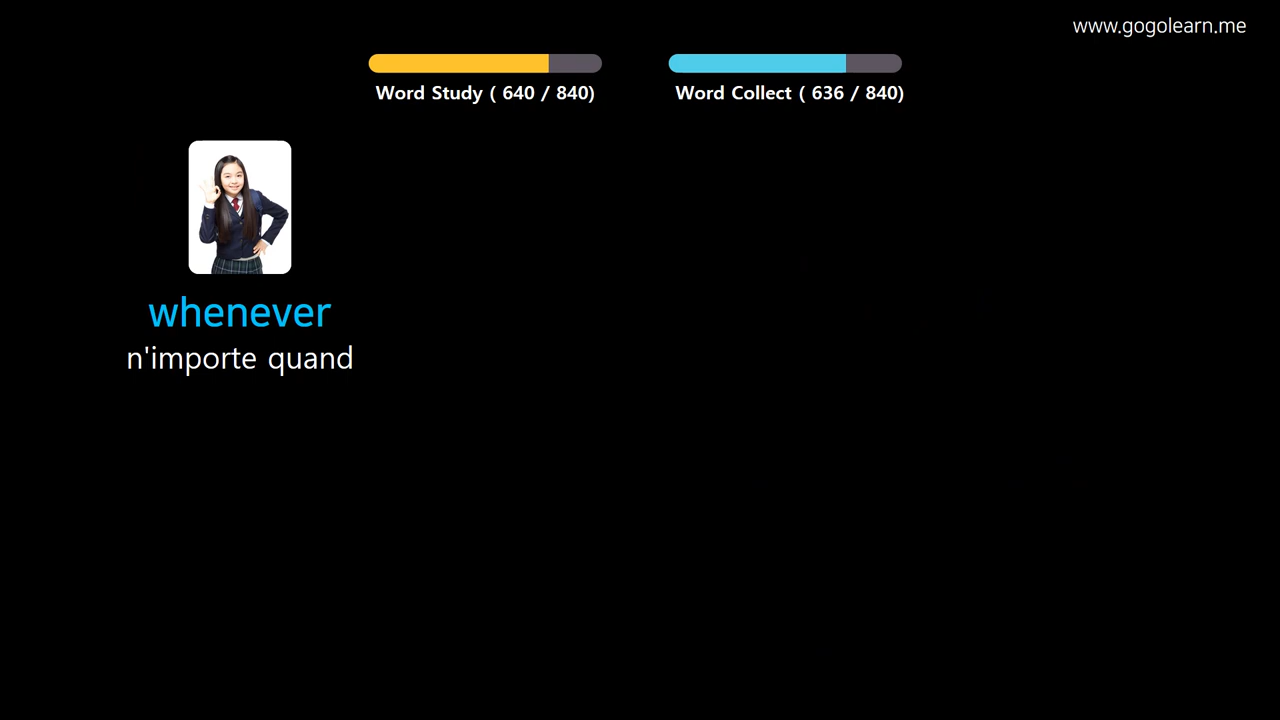 www.gogolearn.me
Word Study ( 640 / 840)
Word Collect ( 636 / 840)
whenever
n'importe quand